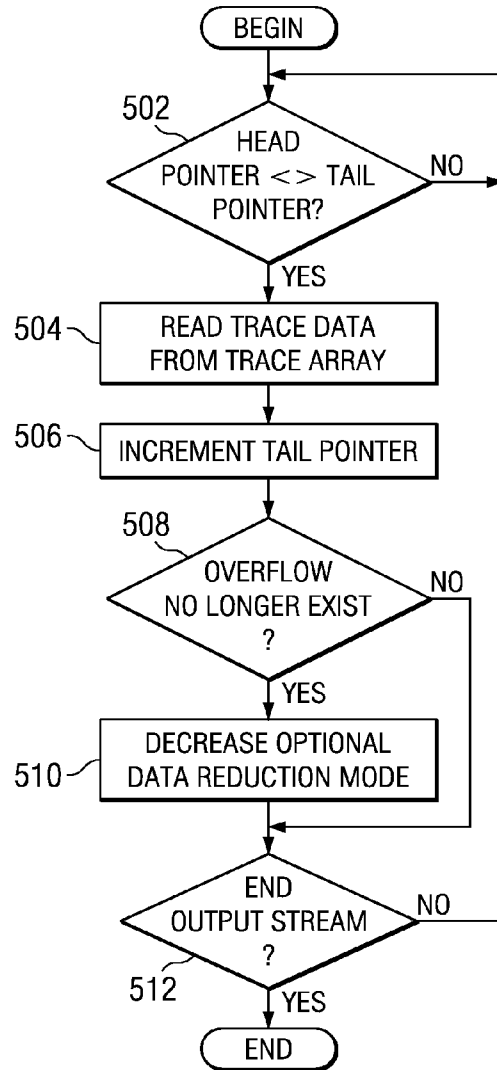 BEGIN
502
HEAD
POINTER <> TAIL
POINTER?
NO
YES
504
READ TRACE DATA
FROM TRACE ARRAY
506
INCREMENT TAIL POINTER
508
OVERFLOW
NO LONGER EXIST
?
NO
YES
510
DECREASE OPTIONAL
DATA REDUCTION MODE
END
OUTPUT STREAM
?
NO
512
YES
END